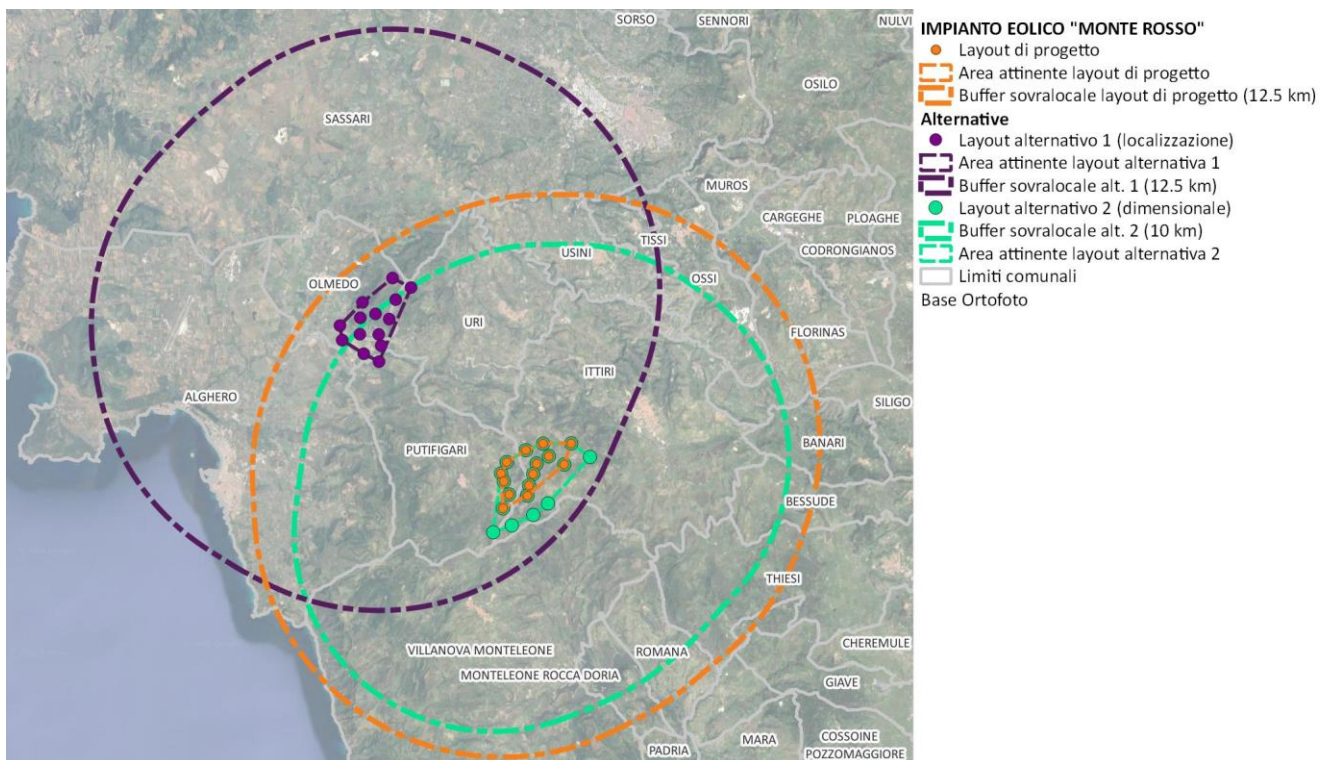 SORSO
SENNORI
NULVI
OSILO
SASSARI
MUROS
CARGEGHE
PLOAGHE
TISSI
CODRONGIANOS
USINI
OSSI
OLMEDO
URI
FLORINAS
ITTIRI
ALGHERO
SILIGO
BANARI
PUTIFIGARI
BESSUDE
THIESI
CHEREMULE
VILLANOVA MONTELEONE
ROMANA
MONTELEONE ROCCA DORIA
GIAVE
MARA
COSSOINE
PADRIA
POZZOMAGGIORE
IMPIANTO EOLICO "MONTE ROSSO"
Layout di progetto
Area attinente layout di progetto
Buffer sovralocale layout di progetto (12.5 km)
Alternative
Layout alternativo 1 (localizzazione)
Area attinente layout alternativa 1
Buffer sovralocale alt. 1 (12.5 km)
Layout alternativo 2 (dimensionale)
Buffer sovralocale alt. 2 (10 km)
Area attinente layout alternativa 2
Limiti comunali
Base Ortofoto